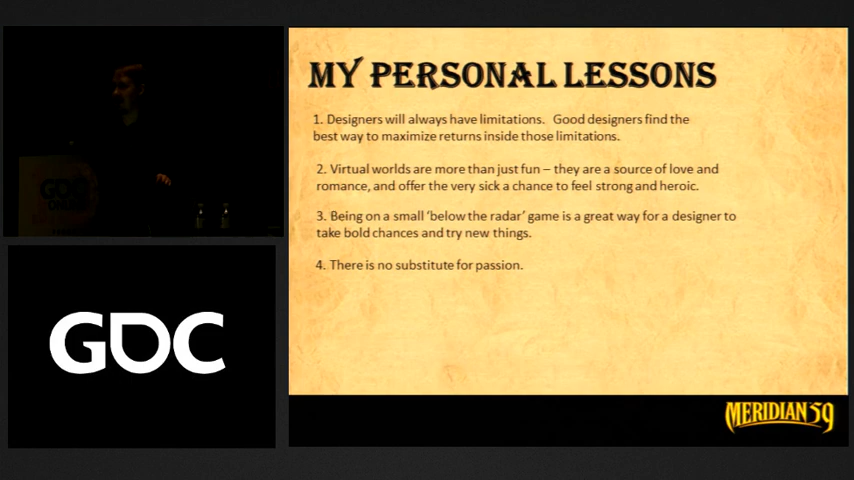 MY PERSONAL LESSONS
1. Designers will always have limitations. Good designers find the
best way to maximize returns inside those limitations.
2. Virtual worlds are more than just fun – they are a source of love and
romance, and offer the very sick a chance to feel strong and heroic.
3. Being on a small ‘below the radar’ game is a great way for a designer to
take bold chances and try new things.
4. There is no substitute for passion.
MERIDIAN 59
GDC
GDC